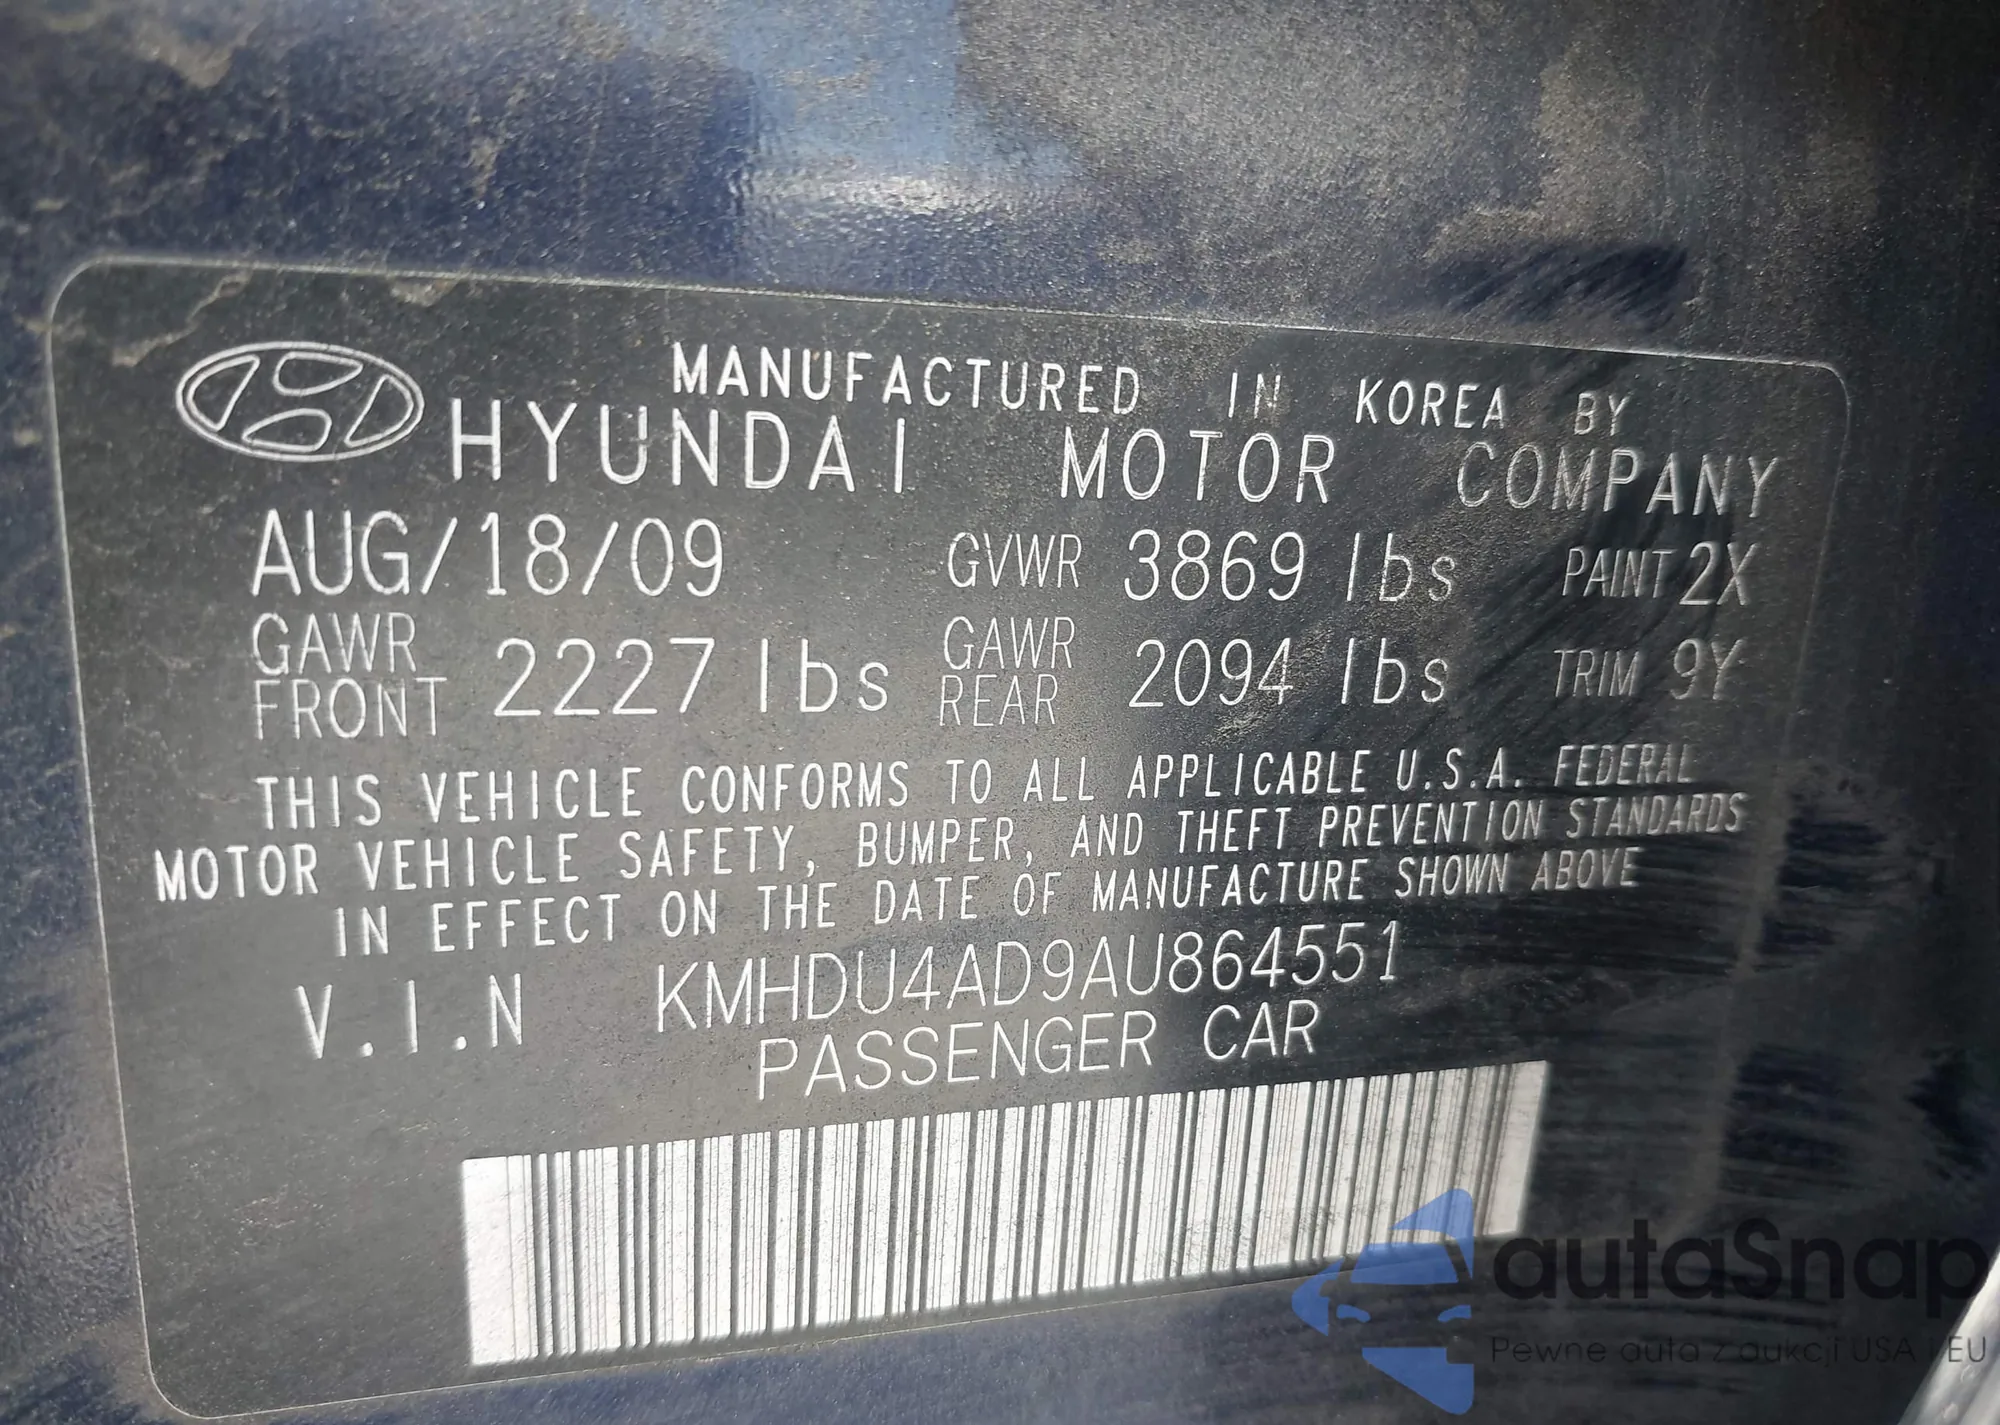 MANUFACTURED IN KOREA BY
HYUNDAI MOTOR COMPANY
AUG/18/09 GVWR 3869 lbs PAINT 2X
GAWR FRONT 2227 lbs GAWR REAR 2094 lbs TRIM 9Y
THIS VEHICLE CONFORMS TO ALL APPLICABLE U.S.A. FEDERAL
MOTOR VEHICLE SAFETY, BUMPER, AND THEFT PREVENTION STANDARDS
IN EFFECT ON THE DATE OF MANUFACTURE SHOWN ABOVE
V.I.N KMHDU4AD9AU864551
PASSENGER CAR
autaSnap
Pewne auta z aukcji USA i EU